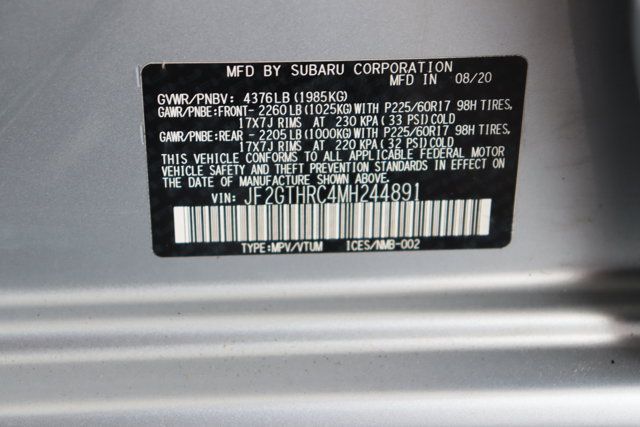 MFD BY SUBARU CORPORATION
MFD IN 08/20
GVWR/PNBV: 4376LB (1985KG)
GAWR/PNBE:FRONT- 2260LB (1025KG) WITH P225/60R17 98H TIRES,
17X7J RIMS AT 230 KPA ( 33 PSI) COLD
GAWR/PNBE:REAR - 2205LB (1000KG) WITH P225/60R17 98H TIRES,
17X7J RIMS AT 220 KPA ( 32 PSI) COLD
THIS VEHICLE CONFORMS TO ALL APPLICABLE FEDERAL MOTOR
VEHICLE SAFETY AND THEFT PREVENTION STANDARDS IN EFFECT ON
THE DATE OF MANUFACTURE SHOWN ABOVE.
VIN: JF2GTHRC4MH244891
TYPE:MPV/VTUM ICES/NMB-002